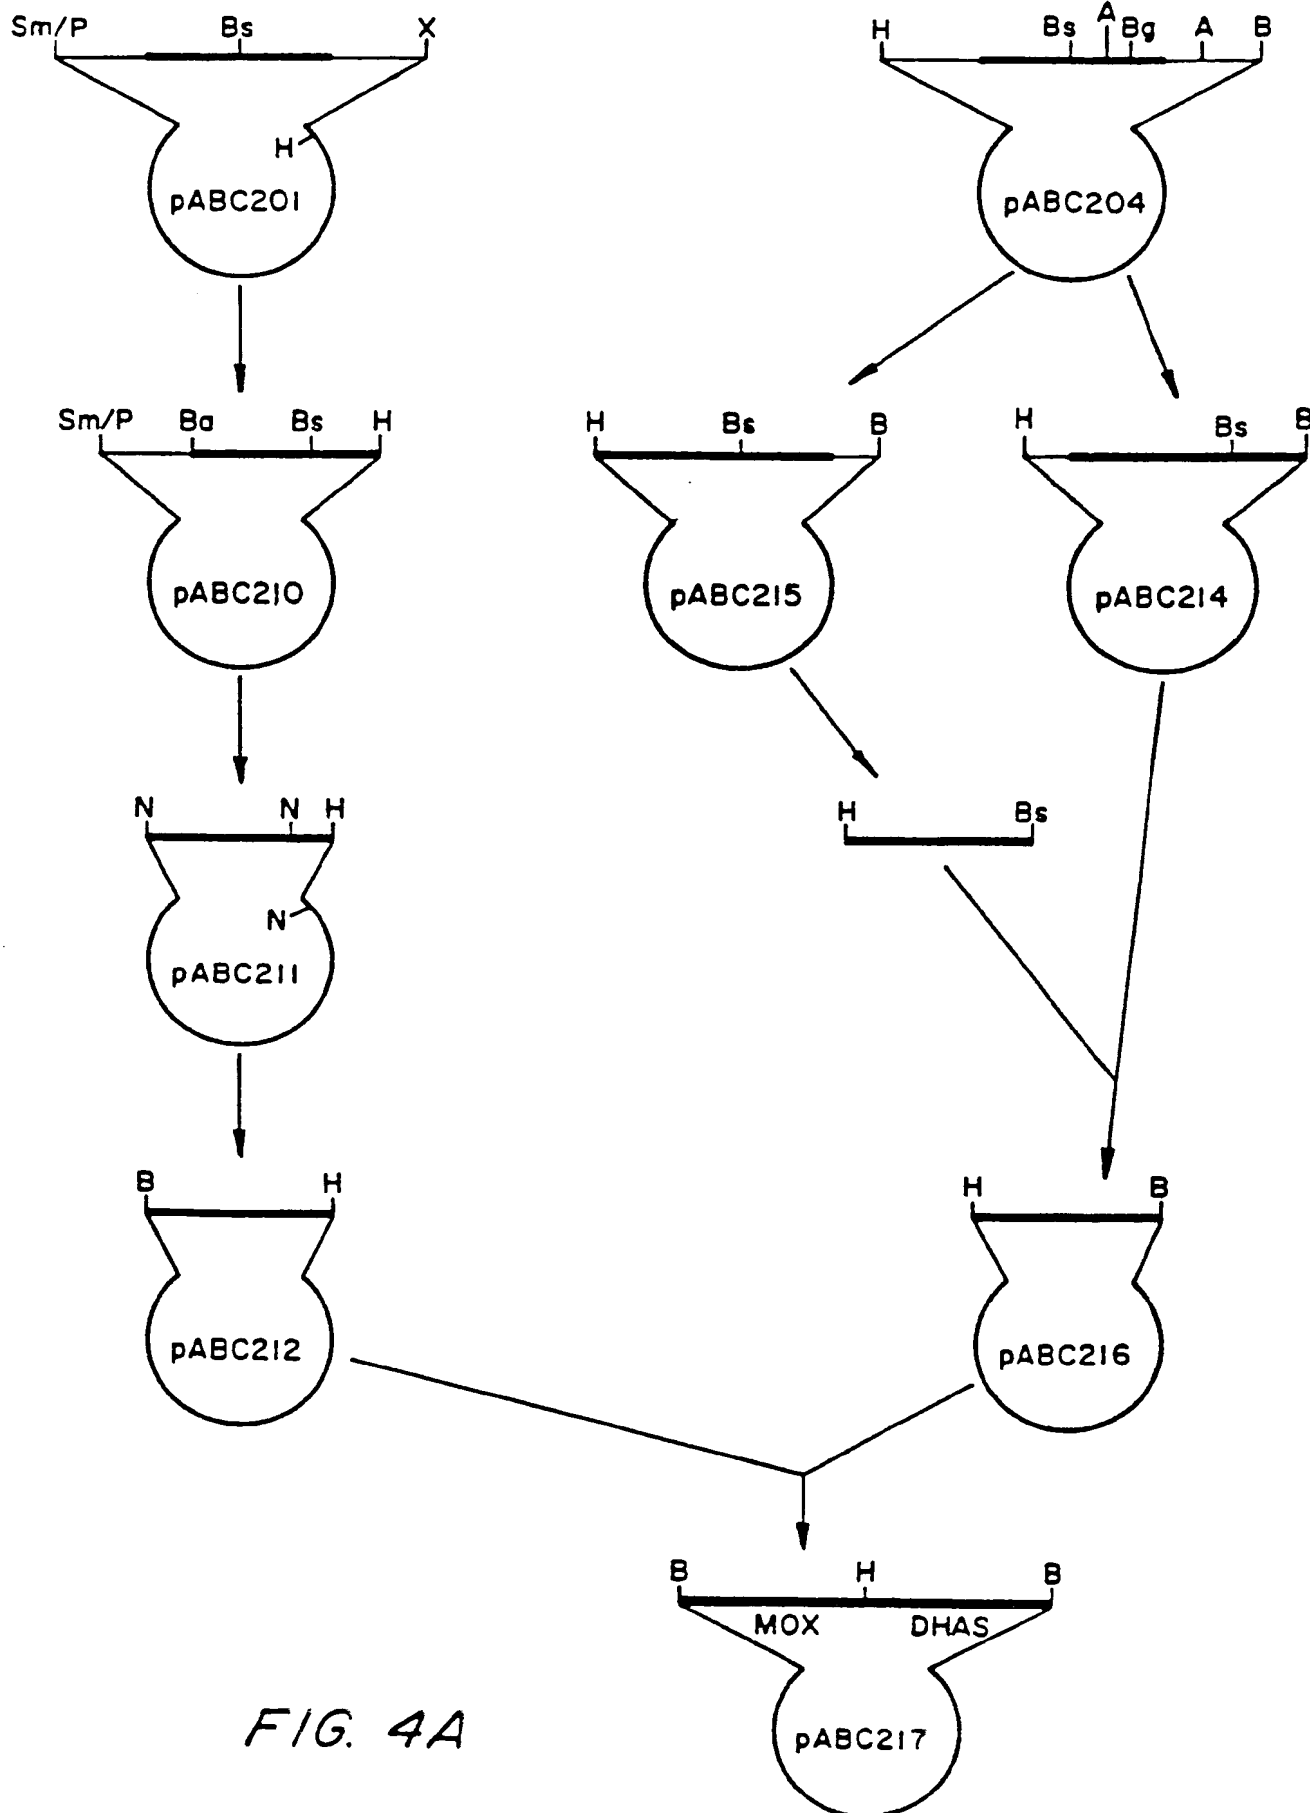 Sm/P Bs X
H Bs A Bg A B
H
pABC201
pABC204
Sm/P Ba Bs H
H Bs B
H Bs B
pABC210
pABC215
pABC214
N N H
H Bs
N
pABC211
B H
H B
pABC212
pABC216
B H B
MOX DHAS
pABC217
FIG. 4A